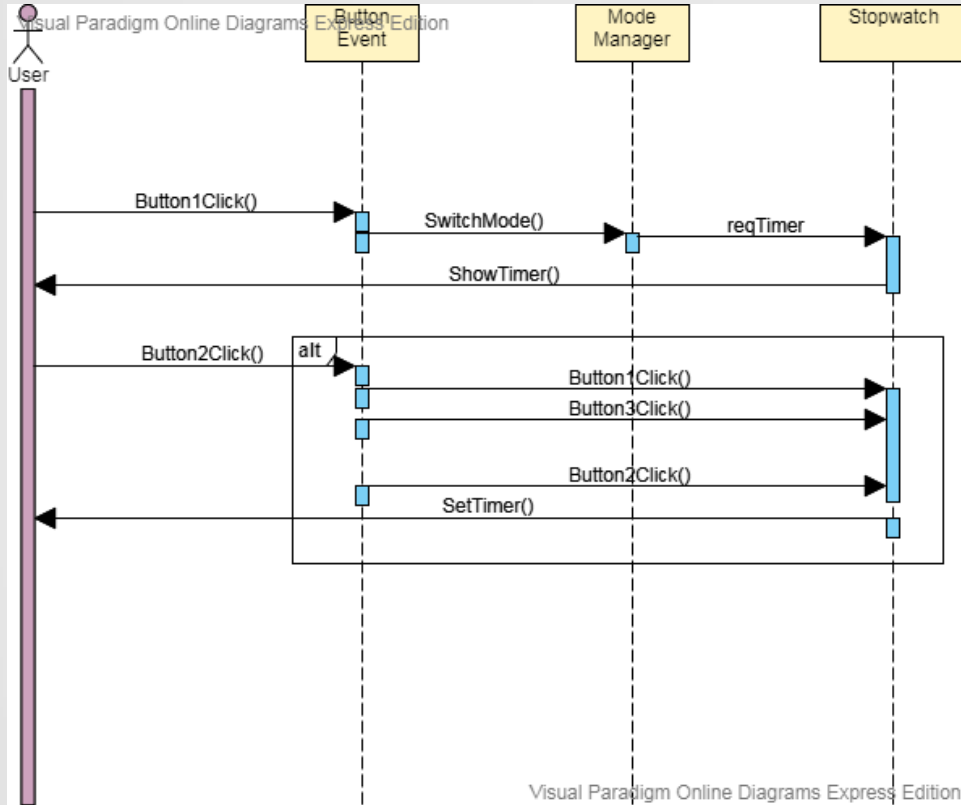 Visual Paradigm Online Diagrams Express Edition
Button
Event
Mode
Manager
Stopwatch
User
Button1Click()
SwitchMode()
reqTimer
ShowTimer()
Button2Click()
alt
Button1Click()
Button3Click()
Button2Click()
SetTimer()
Visual Paradigm Online Diagrams Express Edition